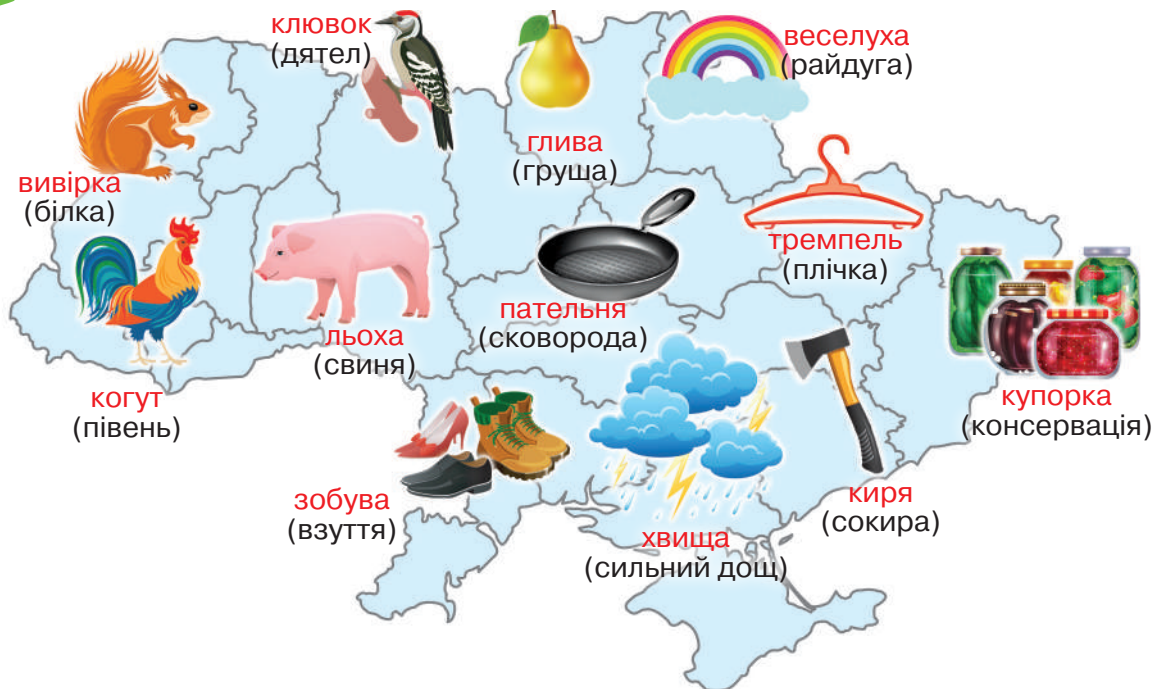 клювок
(дятел)
веселуха
(райдуга)
глива
(груша)
вивірка
(білка)
тремпель
(плічка)
пательня
(сковорода)
льоха
(свиня)
когут
(півень)
купорка
(консервація)
зобува
(взуття)
киря
(сокира)
хвища
(сильний дощ)